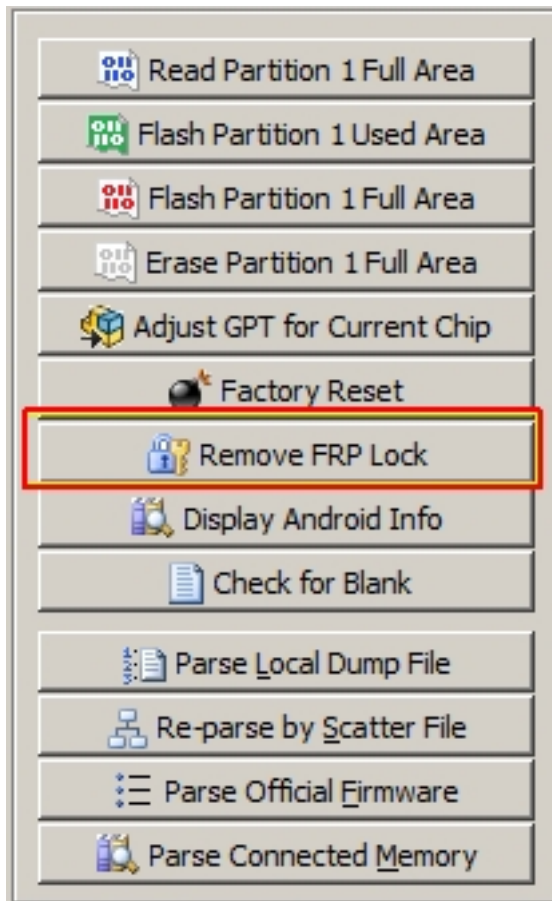 Read Partition 1 Full Area
Flash Partition 1 Used Area
Flash Partition 1 Full Area
Erase Partition 1 Full Area
Adjust GPT for Current Chip
Factory Reset
Remove FRP Lock
Display Android Info
Check for Blank
Parse Local Dump File
Re-parse by Scatter File
Parse Official Firmware
Parse Connected Memory